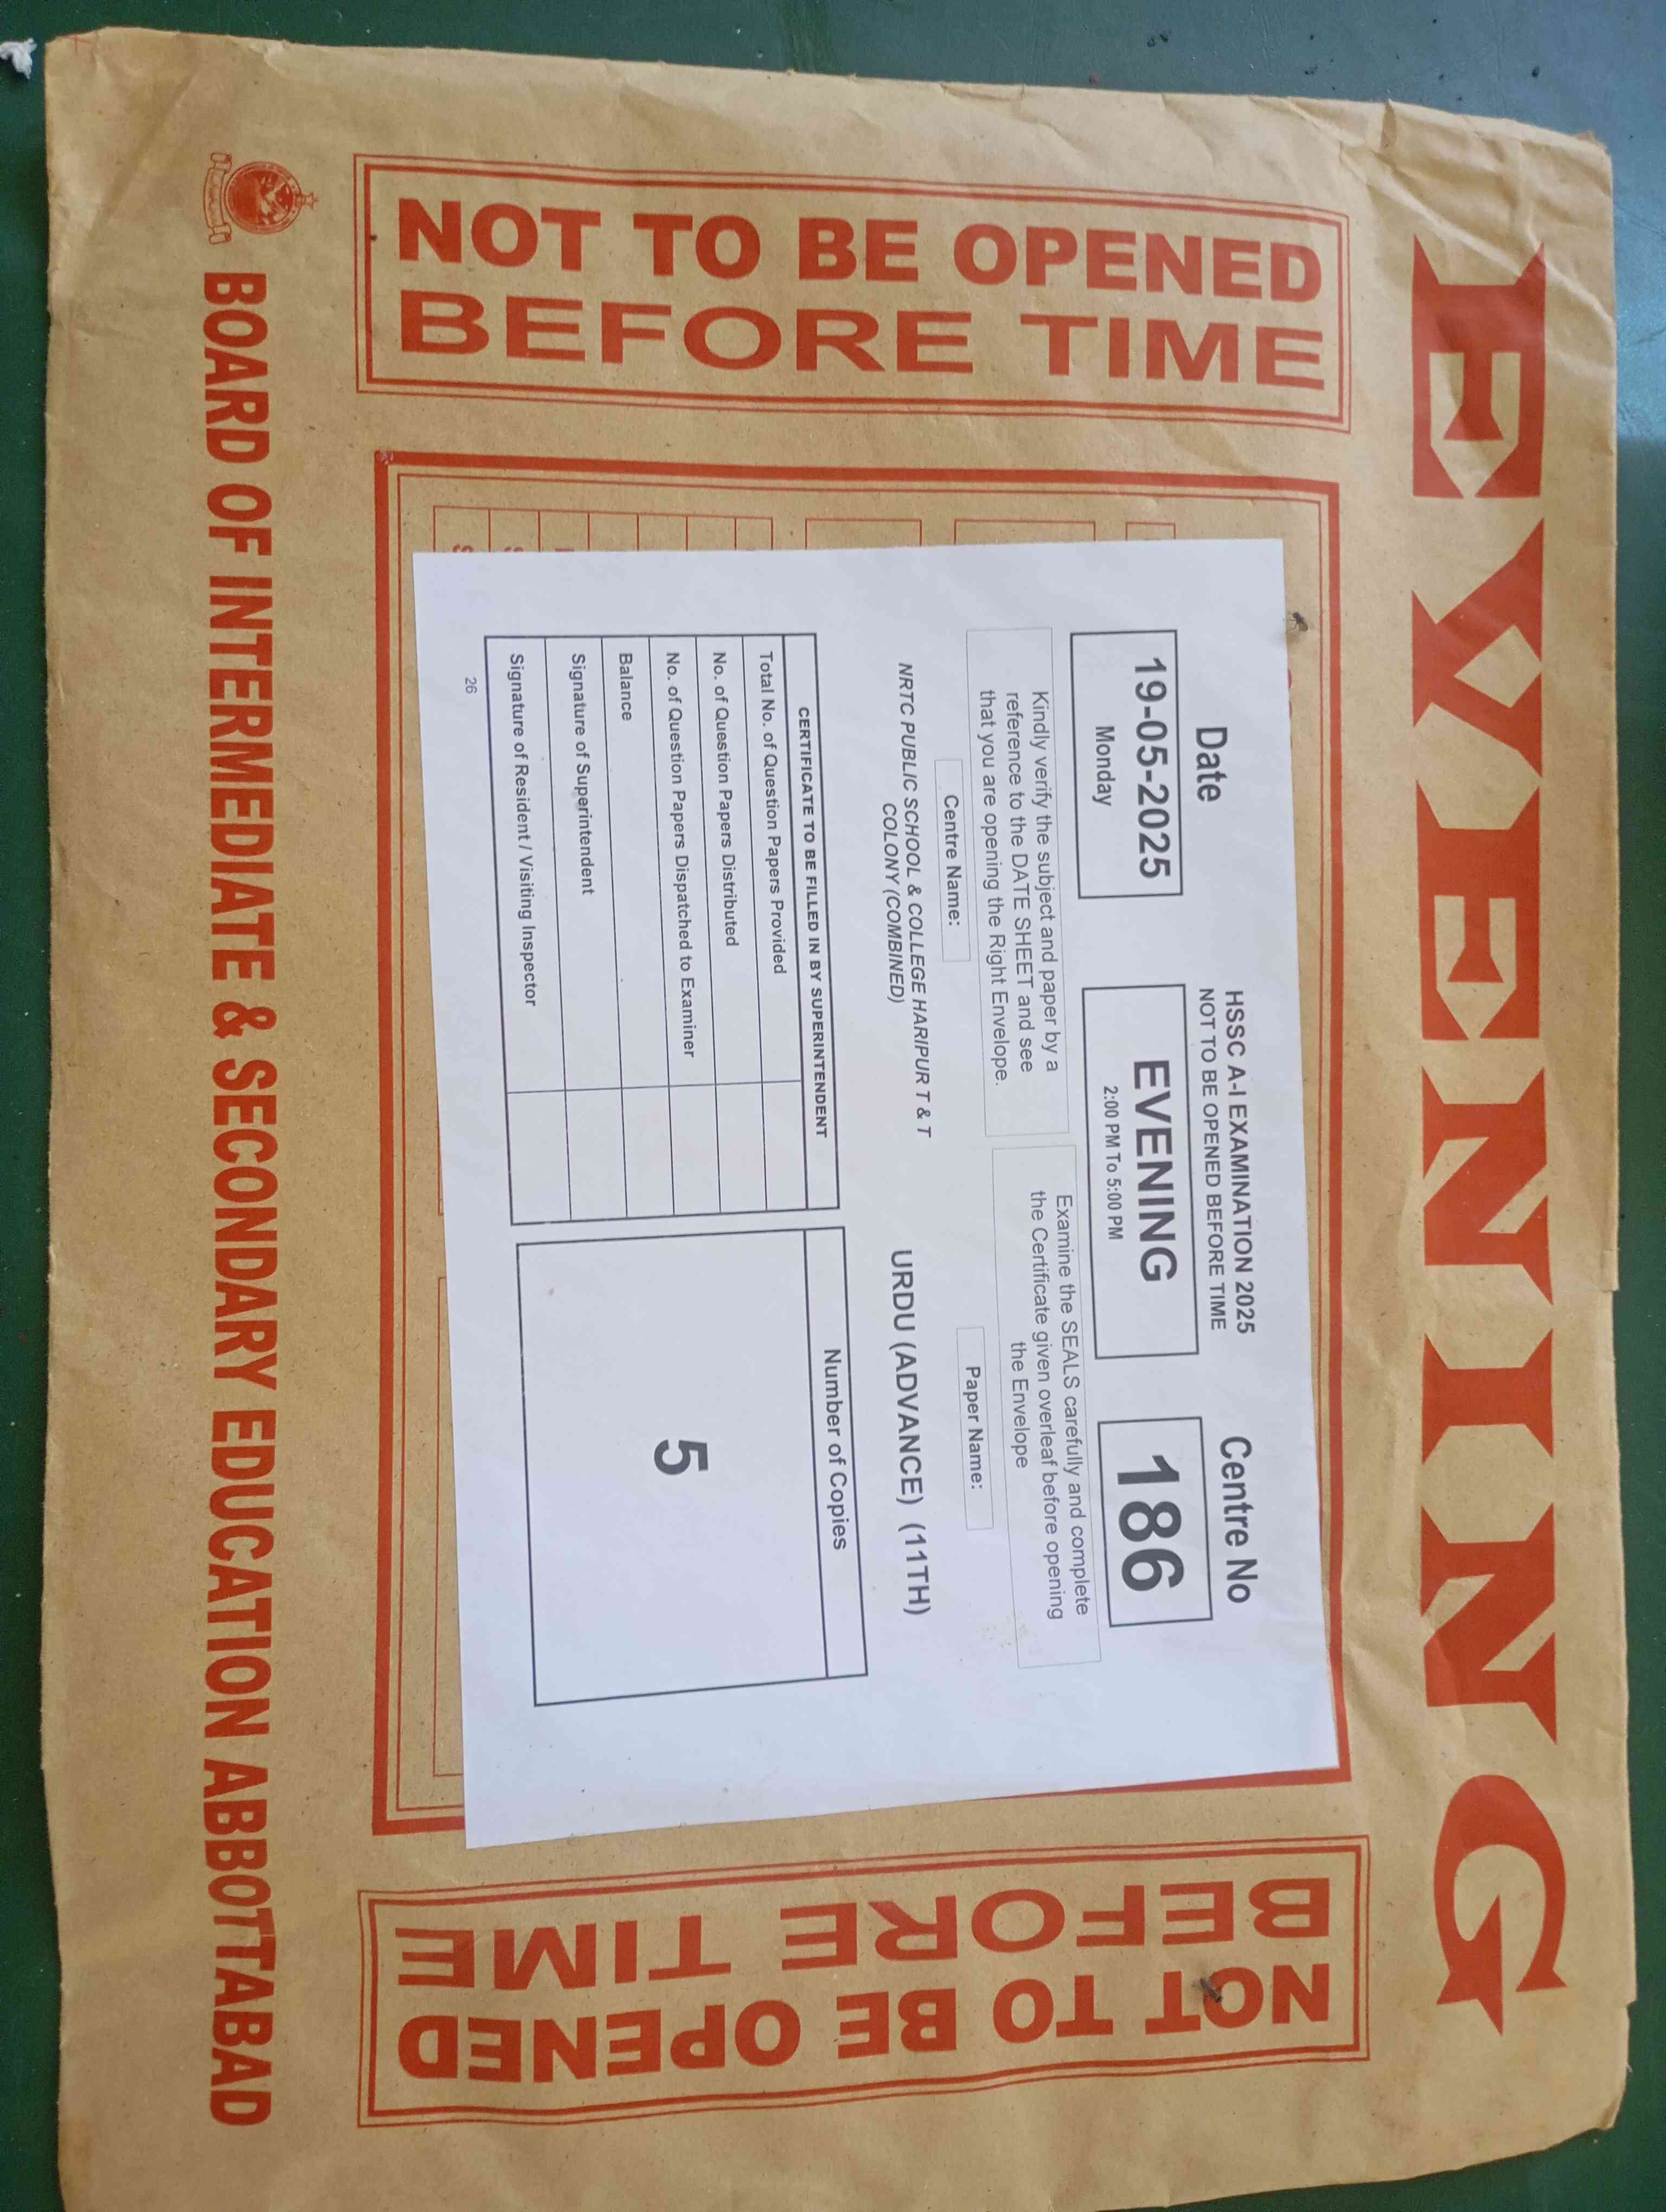 EVENING
NOT TO BE OPENED
BEFORE TIME
Date
19-05-2025
Monday
HSSC A-I EXAMINATION 2025
NOT TO BE OPENED BEFORE TIME
EVENING
2:00 PM To 5:00 PM
Centre No
186
Kindly verify the subject and paper by a
reference to the DATE SHEET and see
that you are opening the Right Envelope.
Examine the SEALS carefully and complete
the Certificate given overleaf before opening
the Envelope
Centre Name:
NRTC PUBLIC SCHOOL & COLLEGE HARIPUR T & T
COLONY (COMBINED)
Paper Name:
URDU (ADVANCE) (11TH)
CERTIFICATE TO BE FILLED IN BY SUPERINTENDENT
Total No. of Question Papers Provided
No. of Question Papers Distributed
No. of Question Papers Dispatched to Examiner
Balance
Signature of Superintendent
Signature of Resident / Visiting Inspector
Number of Copies
5
26
NOT TO BE OPENED
BEFORE TIME
BOARD OF INTERMEDIATE & SECONDARY EDUCATION ABBOTTABAD